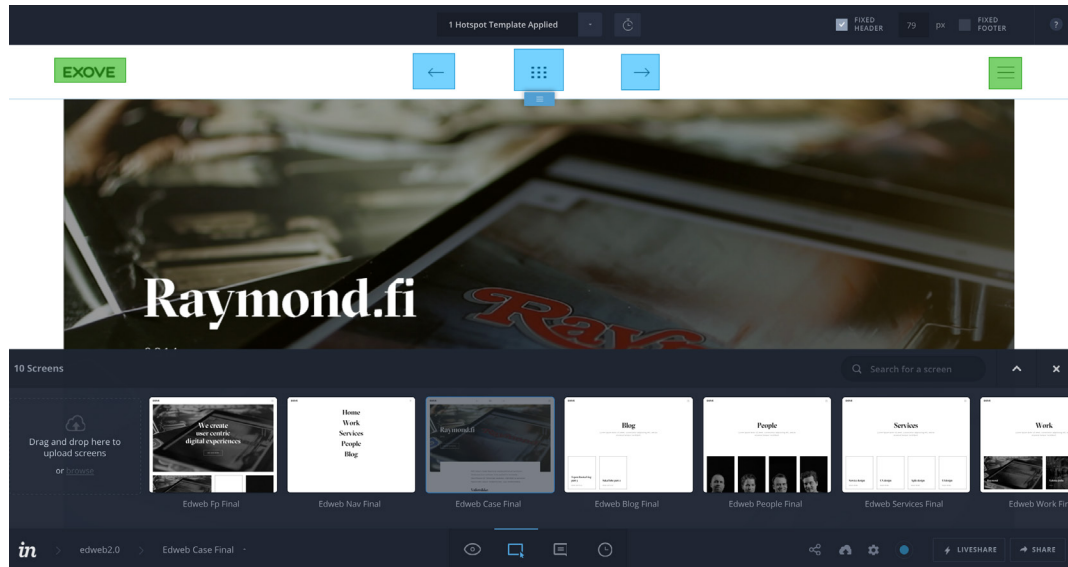 1 Hotspot Template Applied
FIXED HEADER
79 px
FIXED FOOTER
?
EXOVE
Raymond.fi
10 Screens
Search for a screen
Drag and drop here to
upload screens
or browse
We create
user centric
digital experiences
Edweb Fp Final
Home
Work
Services
People
Blog
Edweb Nav Final
Raymond.fi
Edweb Case Final
Blog
Edweb Blog Final
People
Edweb People Final
Services
Edweb Services Final
Work
Edweb Work Fin
in
edweb2.0
Edweb Case Final
LIVESHARE
SHARE